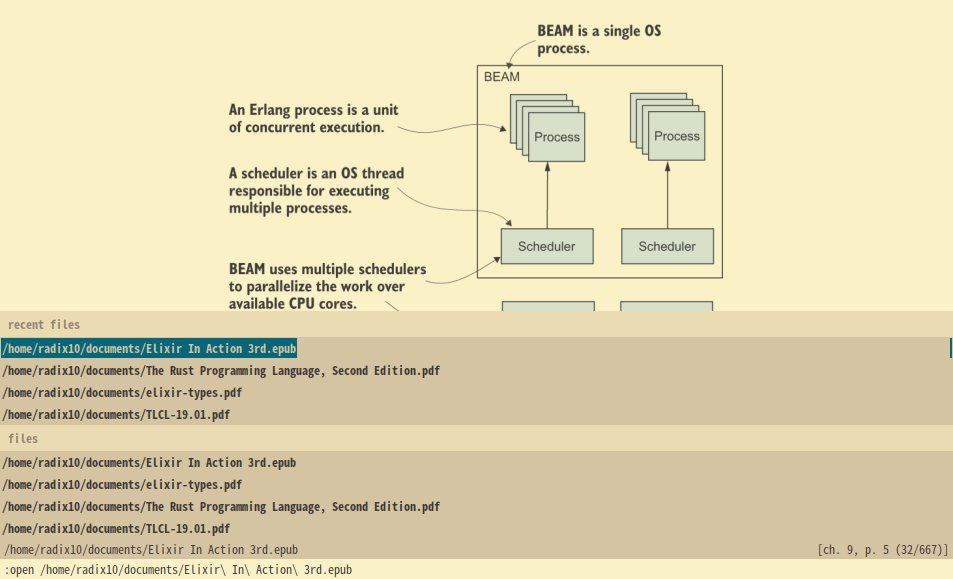 BEAM is a single OS
process.
BEAM
An Erlang process is a unit
of concurrent execution.
Process
Process
A scheduler is an OS thread
responsible for executing
multiple processes.
Scheduler
Scheduler
BEAM uses multiple schedulers
to parallelize the work over
available CPU cores.
recent files
/home/radix10/documents/Elixir In Action 3rd.epub
/home/radix10/documents/The Rust Programming Language, Second Edition.pdf
/home/radix10/documents/elixir-types.pdf
/home/radix10/documents/TLCL-19.01.pdf
files
/home/radix10/documents/Elixir In Action 3rd.epub
/home/radix10/documents/elixir-types.pdf
/home/radix10/documents/The Rust Programming Language, Second Edition.pdf
/home/radix10/documents/TLCL-19.01.pdf
/home/radix10/documents/Elixir In Action 3rd.epub [ch. 9, p. 5 (32/667)]
:open /home/radix10/documents/Elixir\ In\ Action\ 3rd.epub